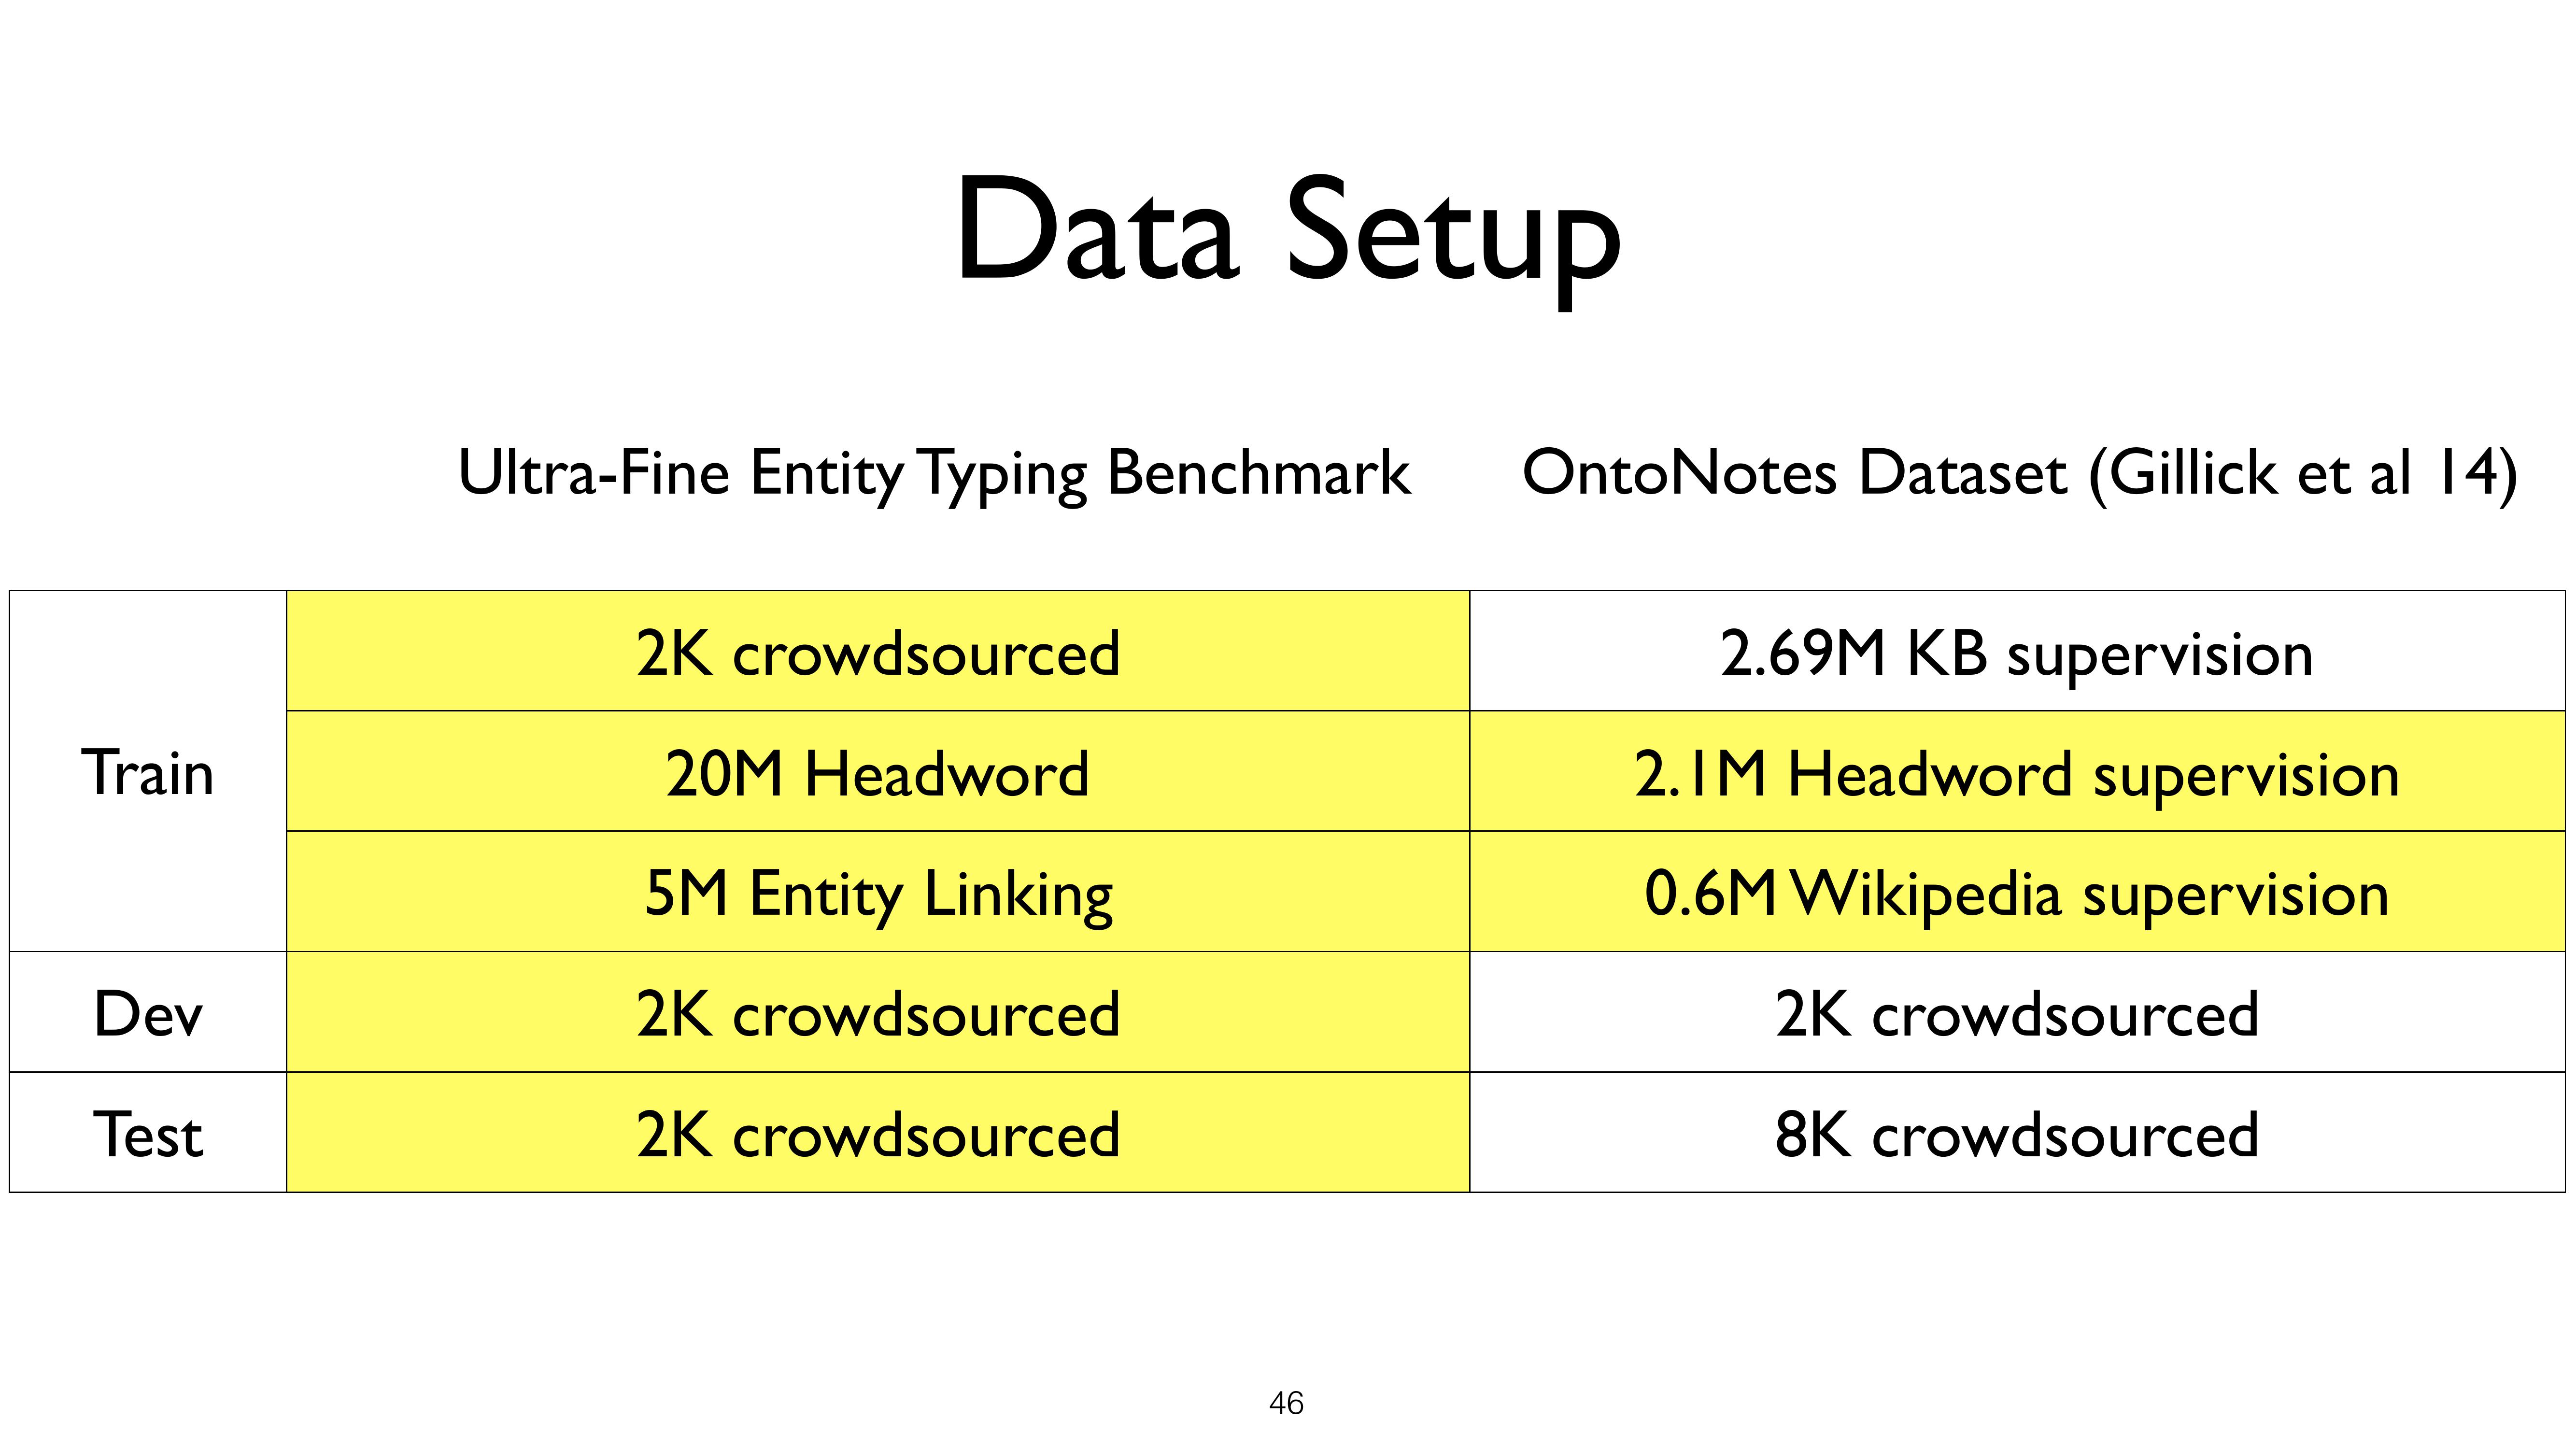 Data Setup
Ultra-Fine Entity Typing Benchmark
OntoNotes Dataset (Gillick et al 14)
Train
2K crowdsourced
2.69M KB supervision
20M Headword
2.1M Headword supervision
5M Entity Linking
0.6M Wikipedia supervision
Dev
2K crowdsourced
2K crowdsourced
Test
2K crowdsourced
8K crowdsourced
46